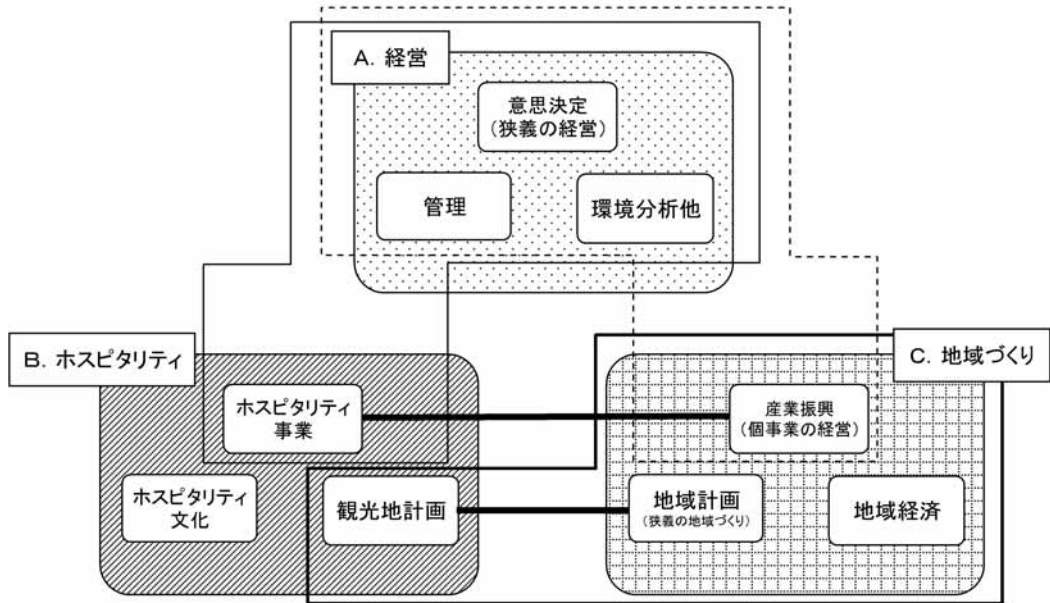 A. 経営
意思決定
(狭義の経営)
管理
環境分析他
B. ホスピタリティ
C. 地域づくり
ホスピタリティ
事業
産業振興
(個事業の経営)
ホスピタリティ
文化
観光地計画
地域計画
(狭義の地域づくり)
地域経済